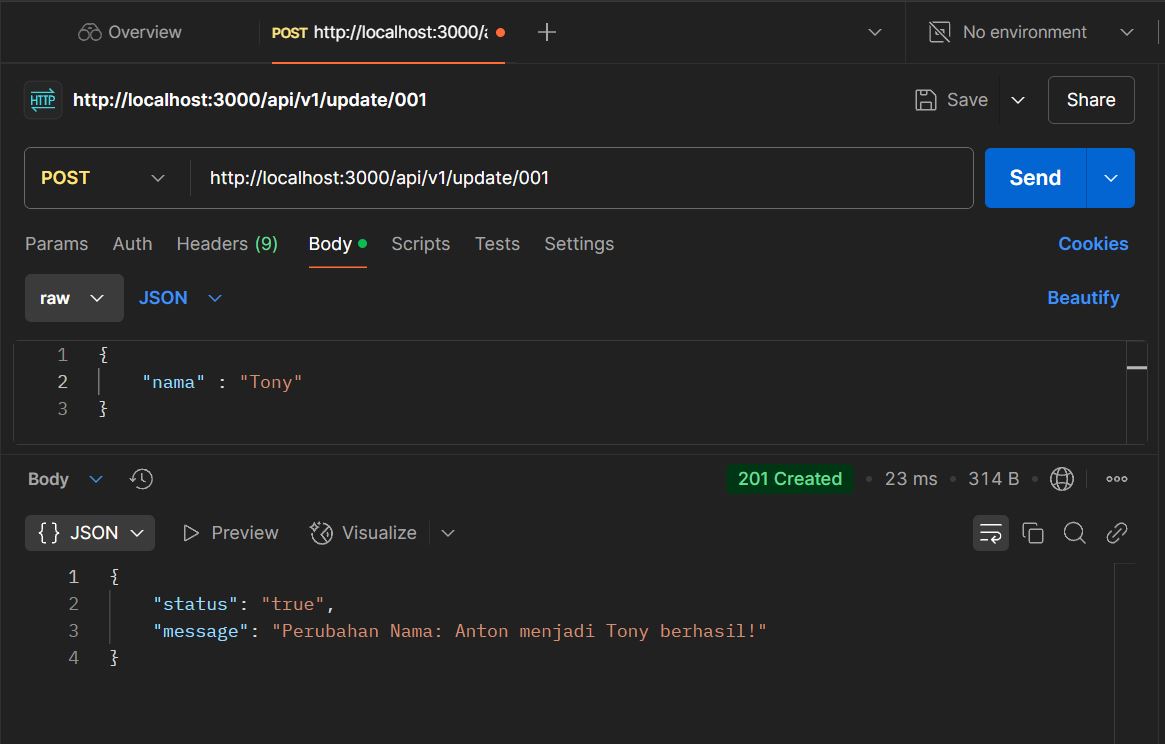 Overview
POST http://localhost:3000/a
No environment
HTTP http://localhost:3000/api/v1/update/001
Save
Share
POST http://localhost:3000/api/v1/update/001
Send
Params Auth Headers (9) Body Scripts Tests Settings Cookies
raw JSON Beautify
1 {
2 "nama" : "Tony"
3 }
Body 201 Created • 23 ms • 314 B •
{} JSON Preview Visualize
1 {
2 "status": "true",
3 "message": "Perubahan Nama: Anton menjadi Tony berhasil!"
4 }